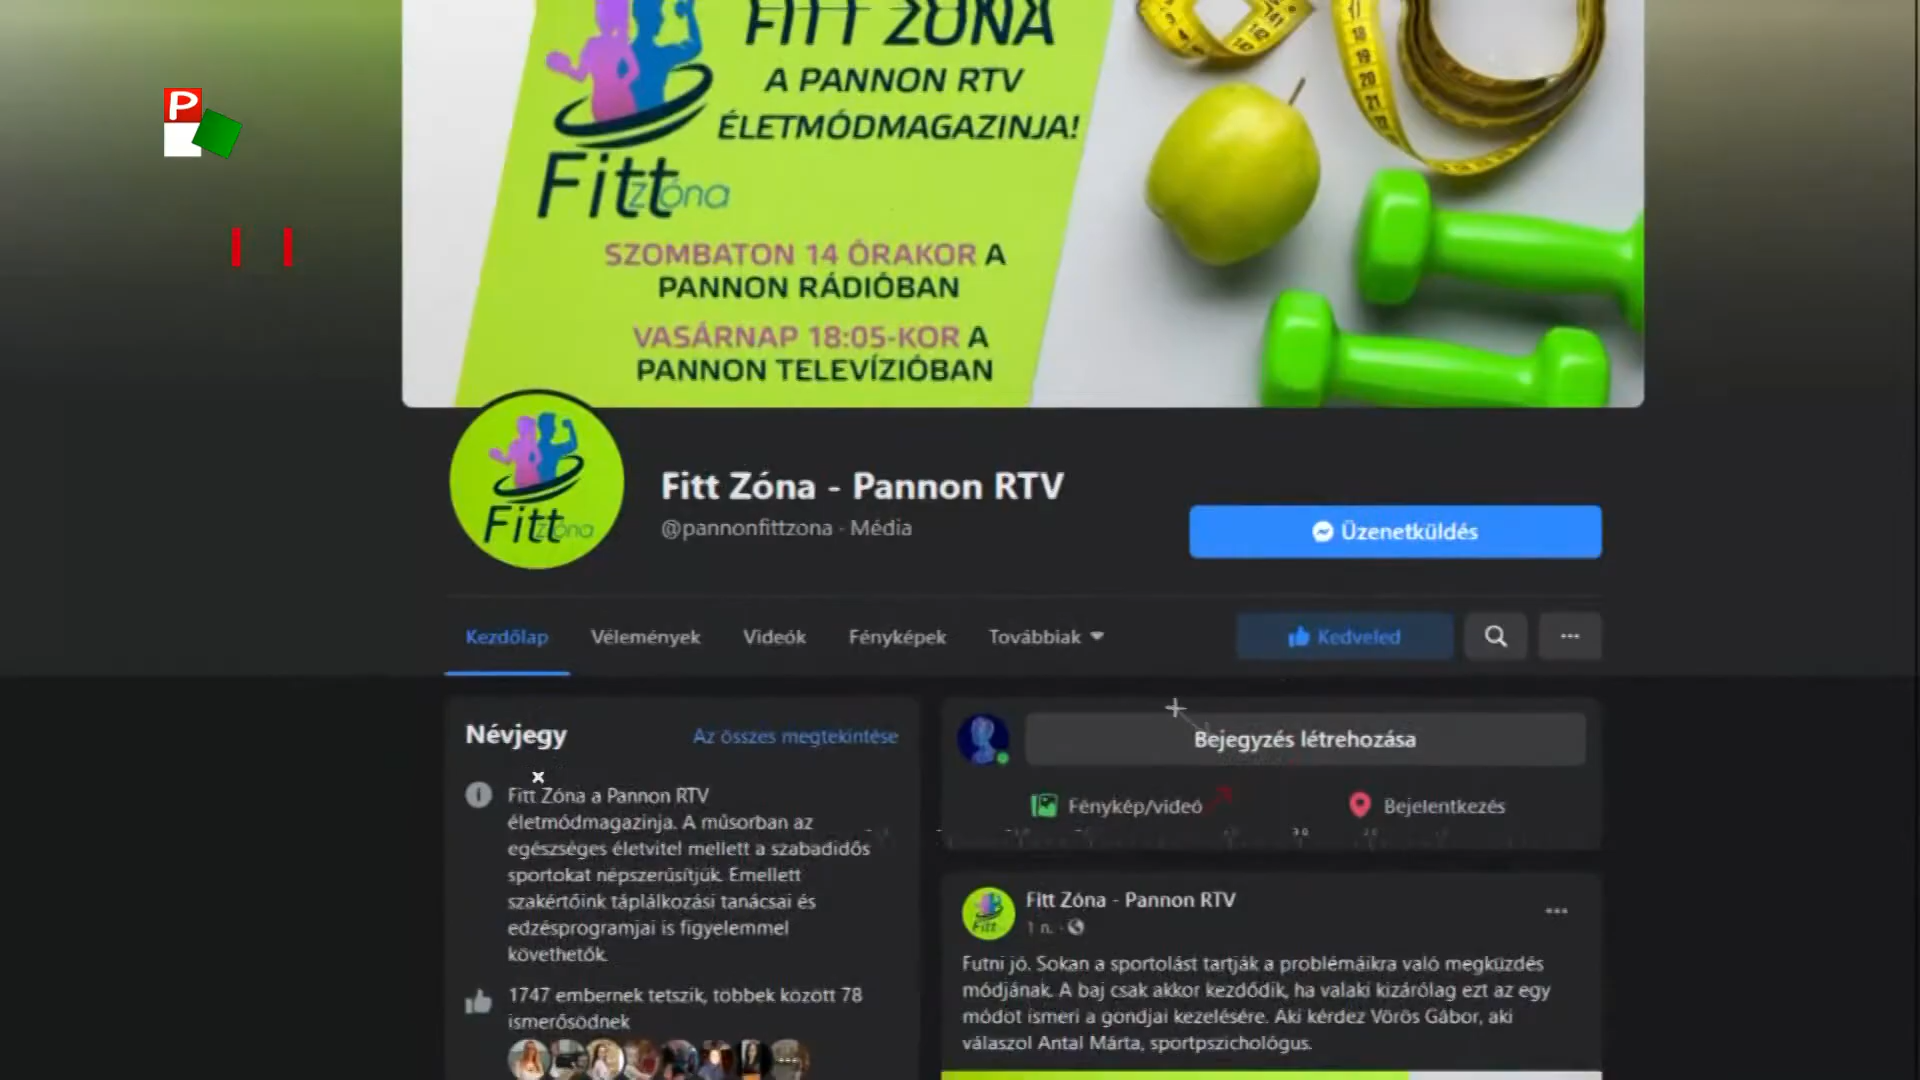 FITT ZÓNA
A PANNON RTV
ÉLETMÓDMAGAZINJA!
Fitt
zóna
SZOMBATON 14 ÓRAKOR A
PANNON RÁDIÓBAN
VASÁRNAP 18:05-KOR A
PANNON TELEVÍZIÓBAN
P
Fitt
zóna
Fitt Zóna - Pannon RTV
@pannonfittzona · Média
Üzenetküldés
Kezdőlap
Vélemények
Videók
Fényképek
Továbbiak
Kedveled
Névjegy
Az összes megtekintése
Fitt Zóna a Pannon RTV
életmódmagazinja. A műsorban az
egészséges életvitel mellett a szabadidős
sportokat népszerűsítjük. Emellett
szakértőink táplálkozási tanácsai és
edzésprogramjai is figyelemmel
követhetők.
1747 embernek tetszik, többek között 78
ismerősödnek
Bejegyzés létrehozása
Fénykép/videó
Bejelentkezés
Fitt Zóna - Pannon RTV
1 n. ·
Futni jó. Sokan a sportolást tartják a problémáikra való megküzdés
módjának. A baj csak akkor kezdődik, ha valaki kizárólag ezt az egy
módot ismeri a gondjai kezelésére. Aki kérdez Vörös Gábor, aki
válaszol Antal Márta, sportpszichológus.